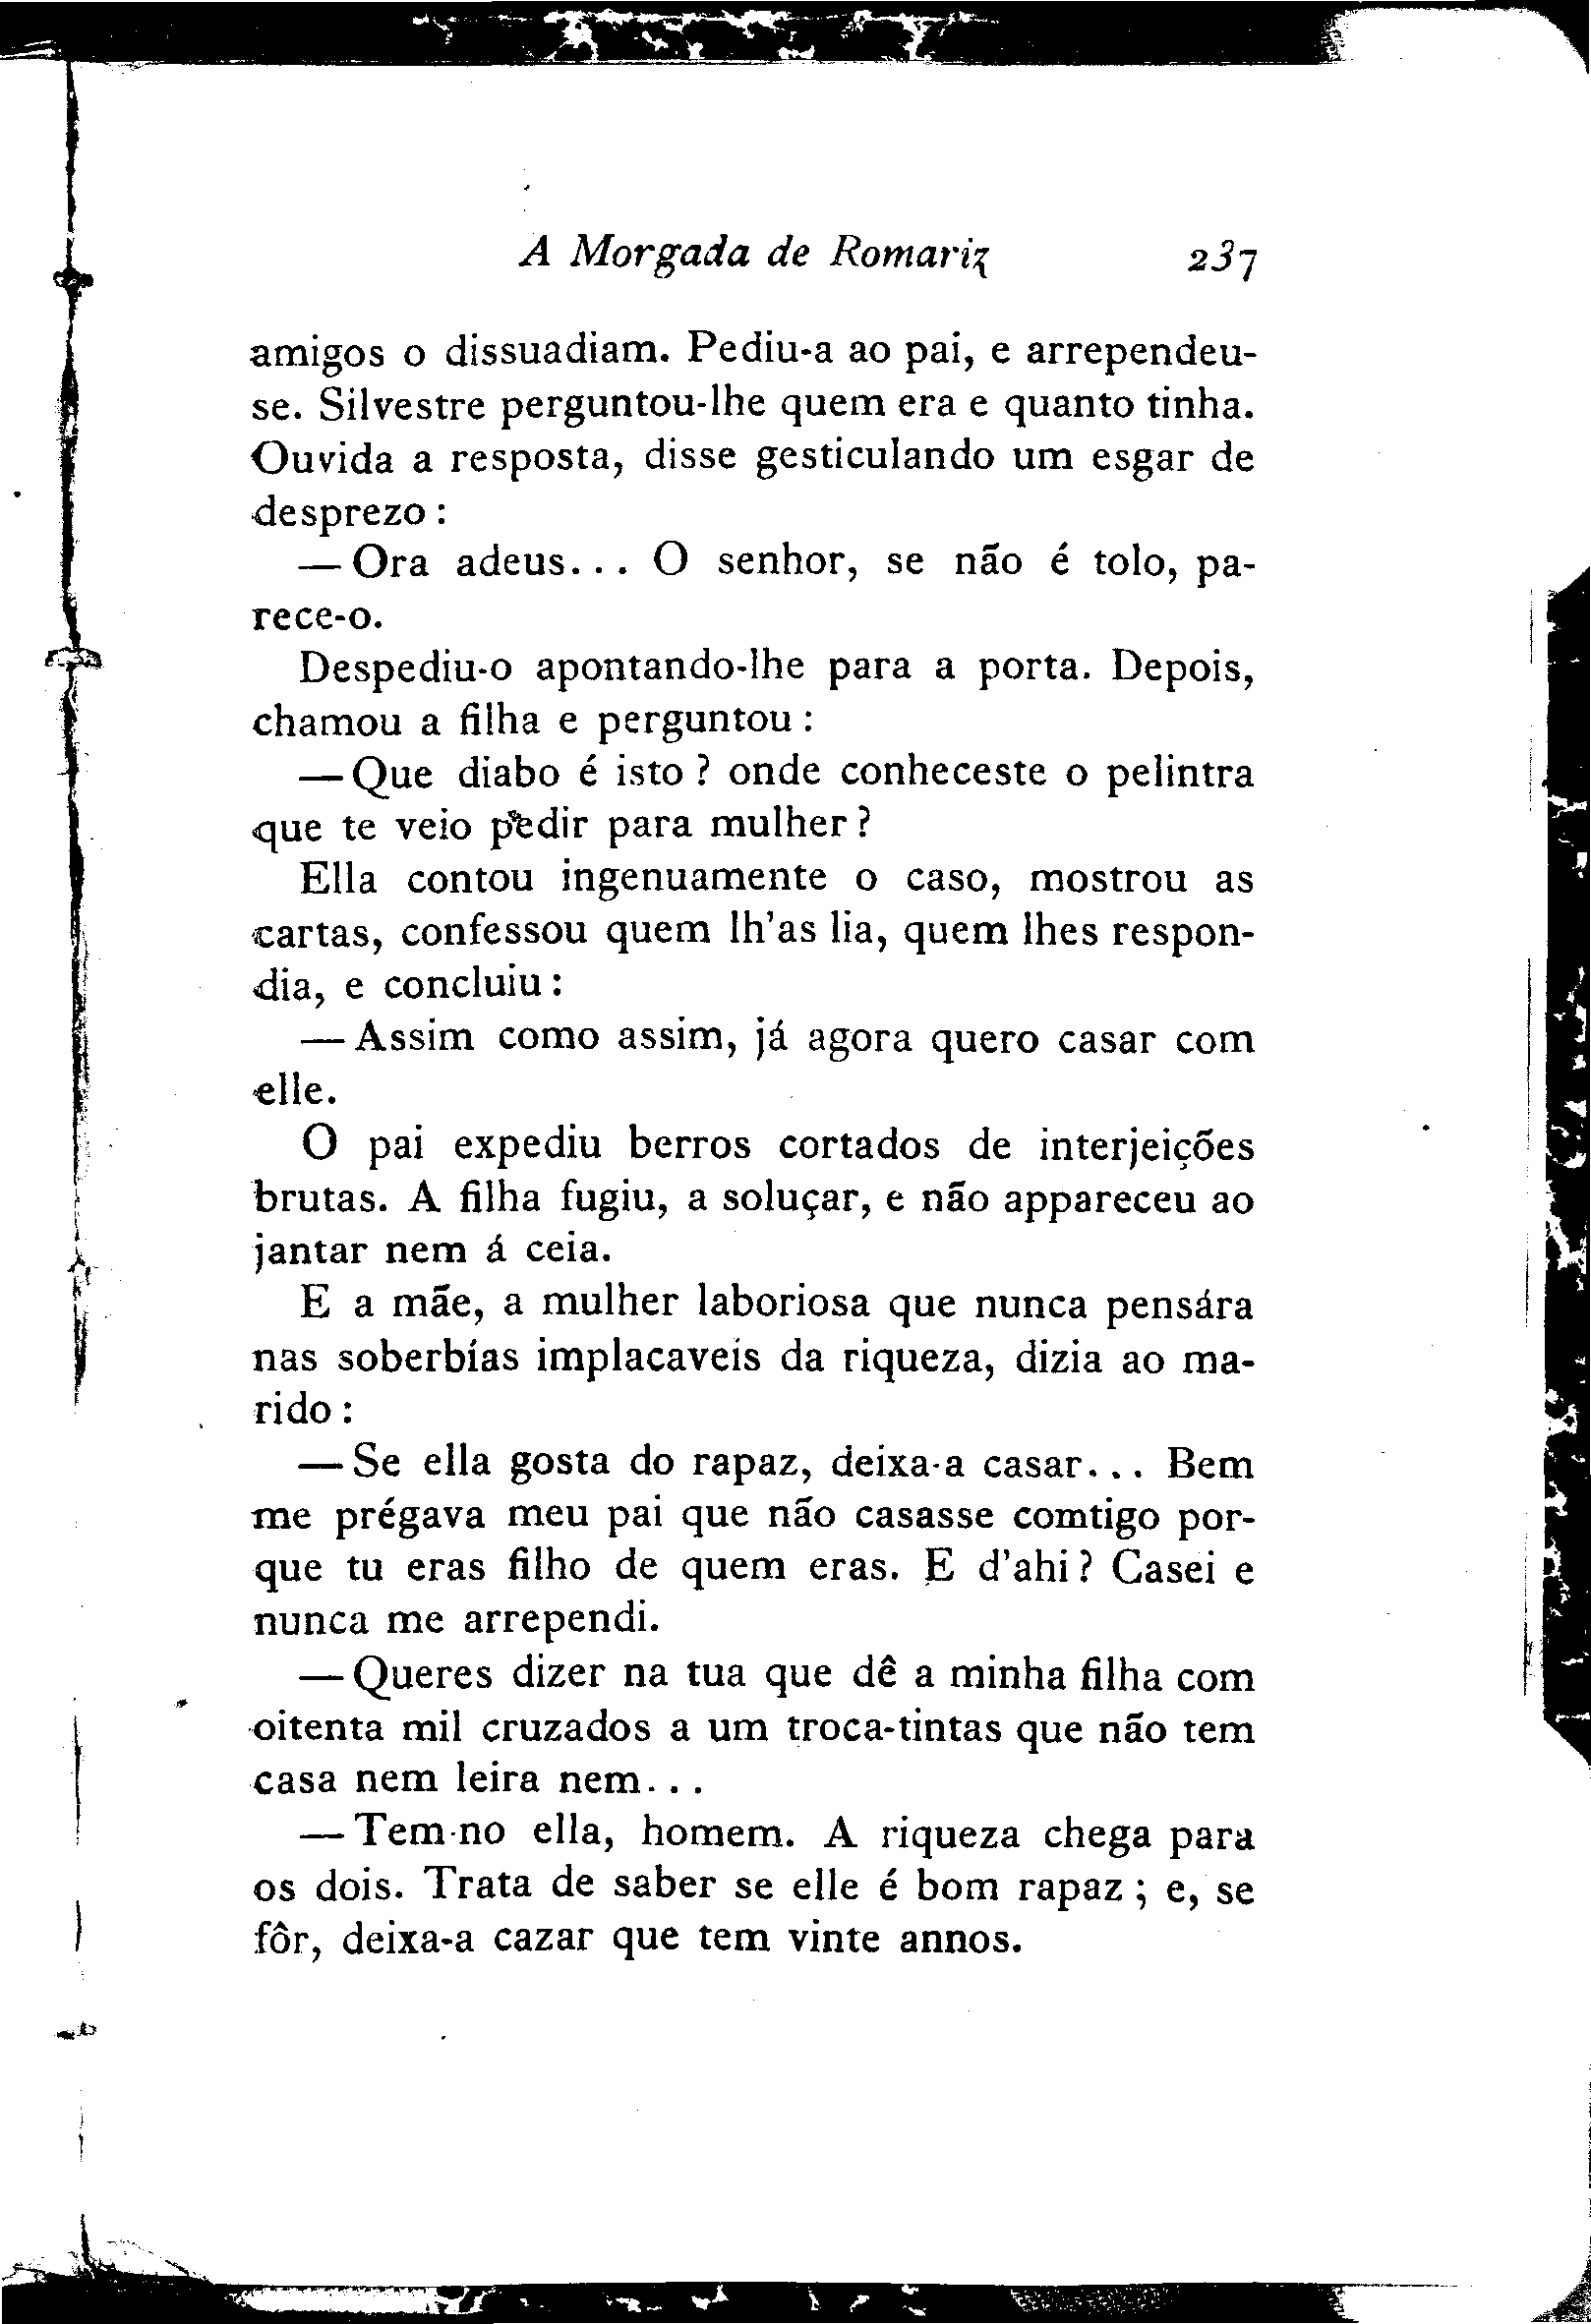 A Morgada de Romariz 237
amigos o dissuadiam. Pediu-a ao pai, e arrependeu-
se. Silvestre perguntou-lhe quem era e quanto tinha.
Ouvida a resposta, disse gesticulando um esgar de
desprezo:
—Ora adeus... O senhor, se não é tolo, pa-
rece-o.
Despediu-o apontando-lhe para a porta. Depois,
chamou a filha e perguntou:
—Que diabo é isto? onde conheceste o pelintra
que te veio pedir para mulher?
Ella contou ingenuamente o caso, mostrou as
cartas, confessou quem lh'as lia, quem lhes respon-
dia, e concluiu:
—Assim como assim, já agora quero casar com
elle.
O pai expediu berros cortados de interjeições
brutas. A filha fugiu, a soluçar, e não appareceu ao
jantar nem á ceia.
E a mãe, a mulher laboriosa que nunca pensára
nas soberbias implacaveis da riqueza, dizia ao ma-
rido:
—Se ella gosta do rapaz, deixa-a casar... Bem
me prégava meu pai que não casasse comtigo por-
que tu eras filho de quem eras. E d'ahi? Casei e
nunca me arrependi.
—Queres dizer na tua que dê a minha filha com
oitenta mil cruzados a um troca-tintas que não tem
casa nem leira nem...
—Tem-no ella, homem. A riqueza chega para
os dois. Trata de saber se elle é bom rapaz; e, se
fôr, deixa-a cazar que tem vinte annos.